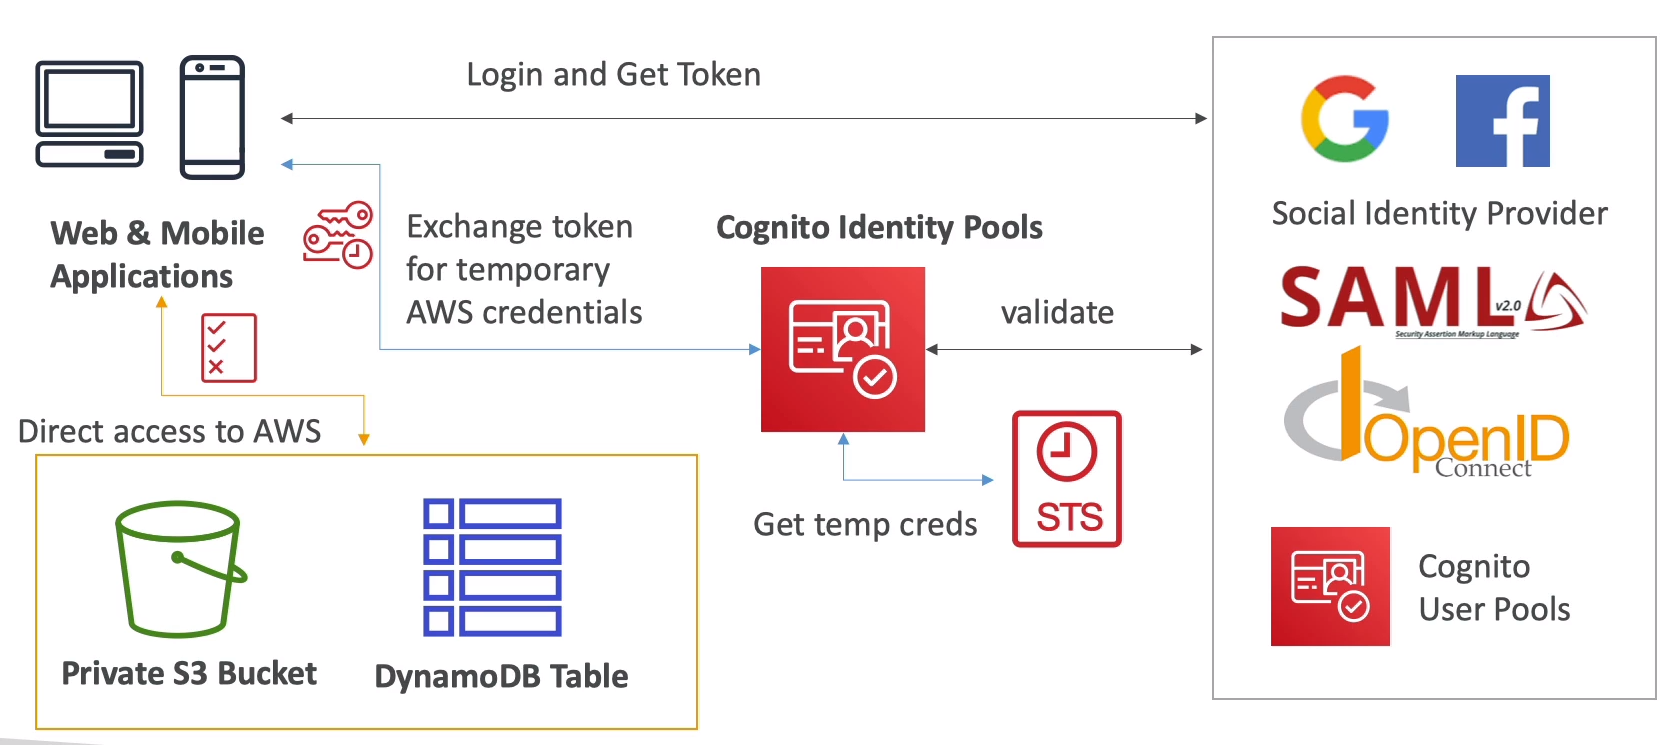 Login and Get Token
Web & Mobile
Applications
Exchange token
for temporary
AWS credentials
Cognito Identity Pools
validate
Social Identity Provider
SAML v2.0
Security Assertion Markup Language
OpenID
Connect
Direct access to AWS
Get temp creds
STS
Cognito
User Pools
Private S3 Bucket
DynamoDB Table